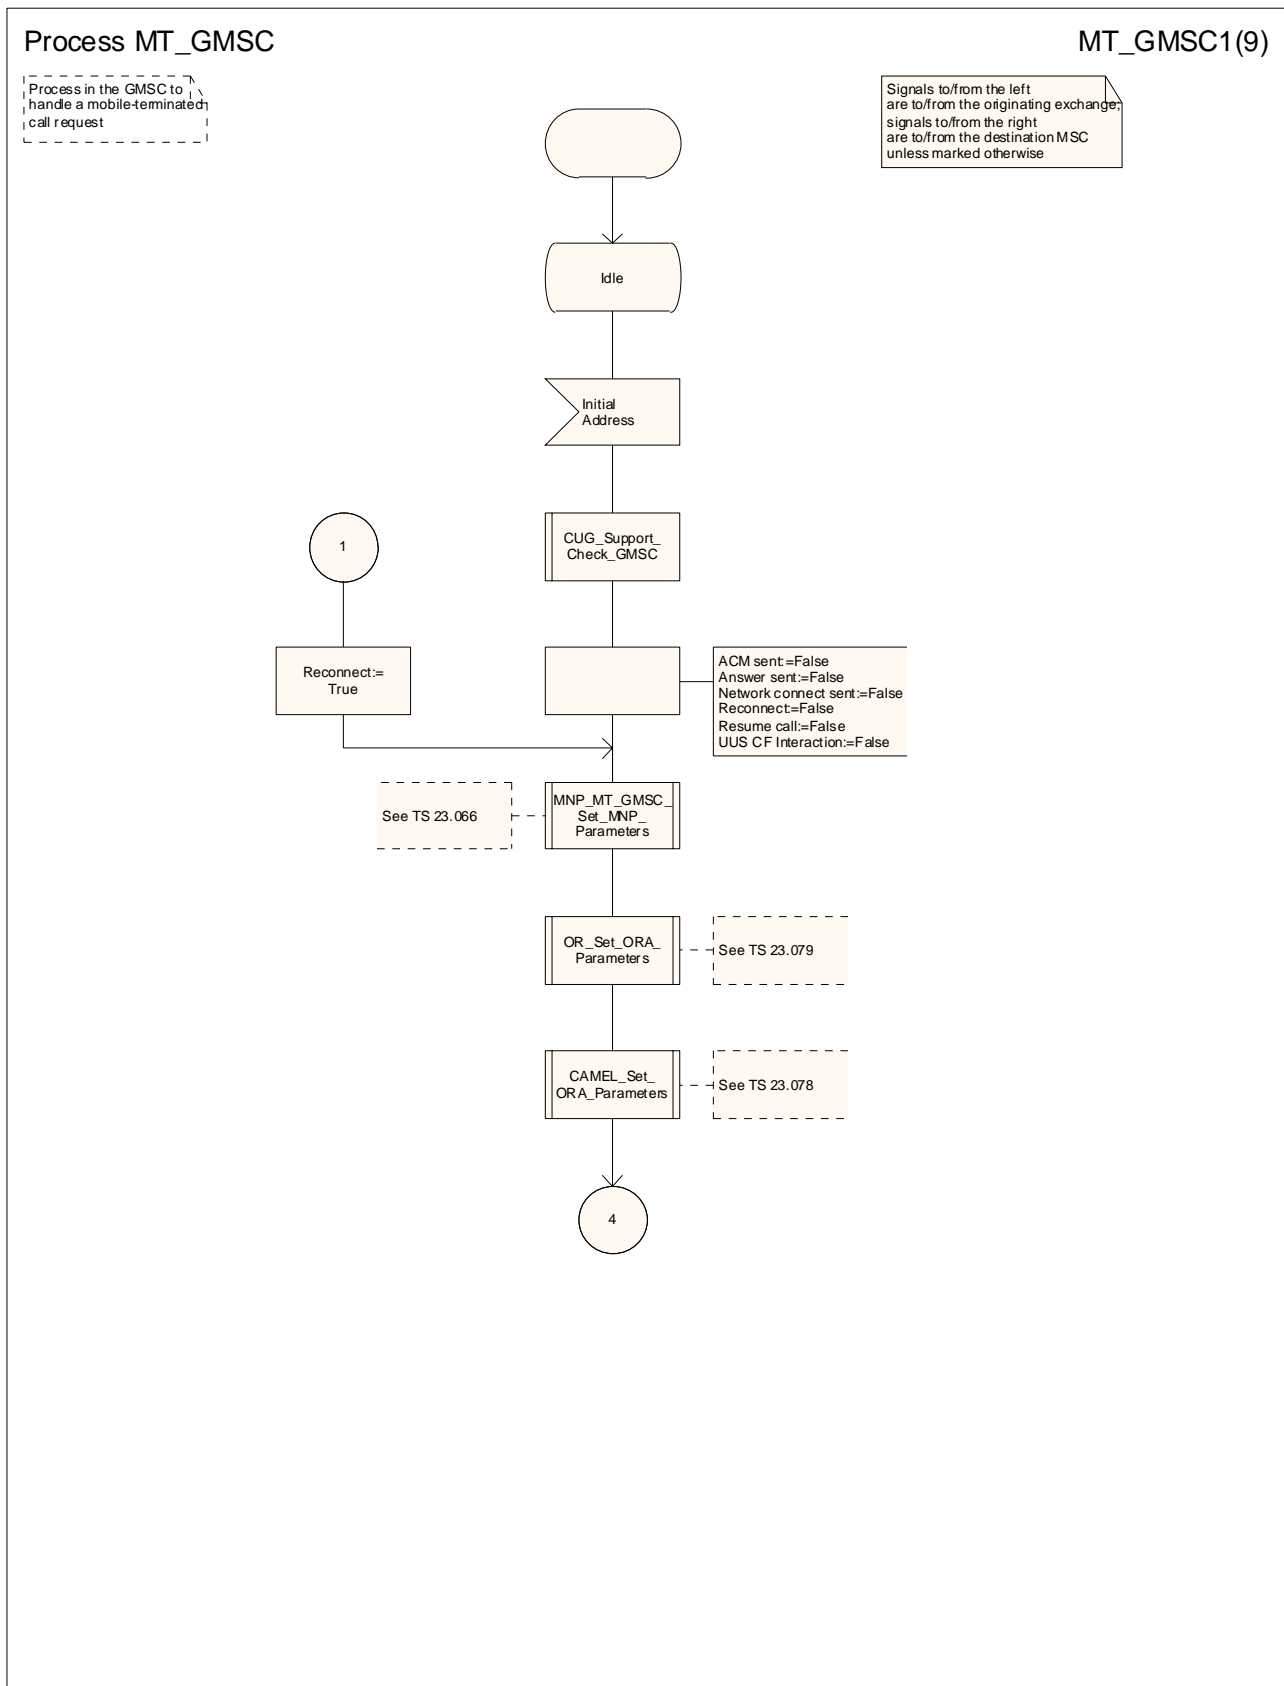 Process MT_GMSC
MT_GMSC1(9)
Process in the GMSC to
handle a mobile-terminated
call request
Signals to/from the left
are to/from the originating exchange;
signals to/from the right
are to/from the destination MSC
unless marked otherwise
Idle
Initial
Address
CUG_Support_
Check_GMSC
1
Reconnect:=
True
ACM sent:=False
Answer sent:=False
Network connect sent:=False
Reconnect:=False
Resume call:=False
UUS CF Interaction:=False
See TS 23.066
MNP_MT_GMSC_
Set_MNP_
Parameters
OR_Set_ORA_
Parameters
See TS 23.079
CAMEL_Set_
ORA_Parameters
See TS 23.078
4